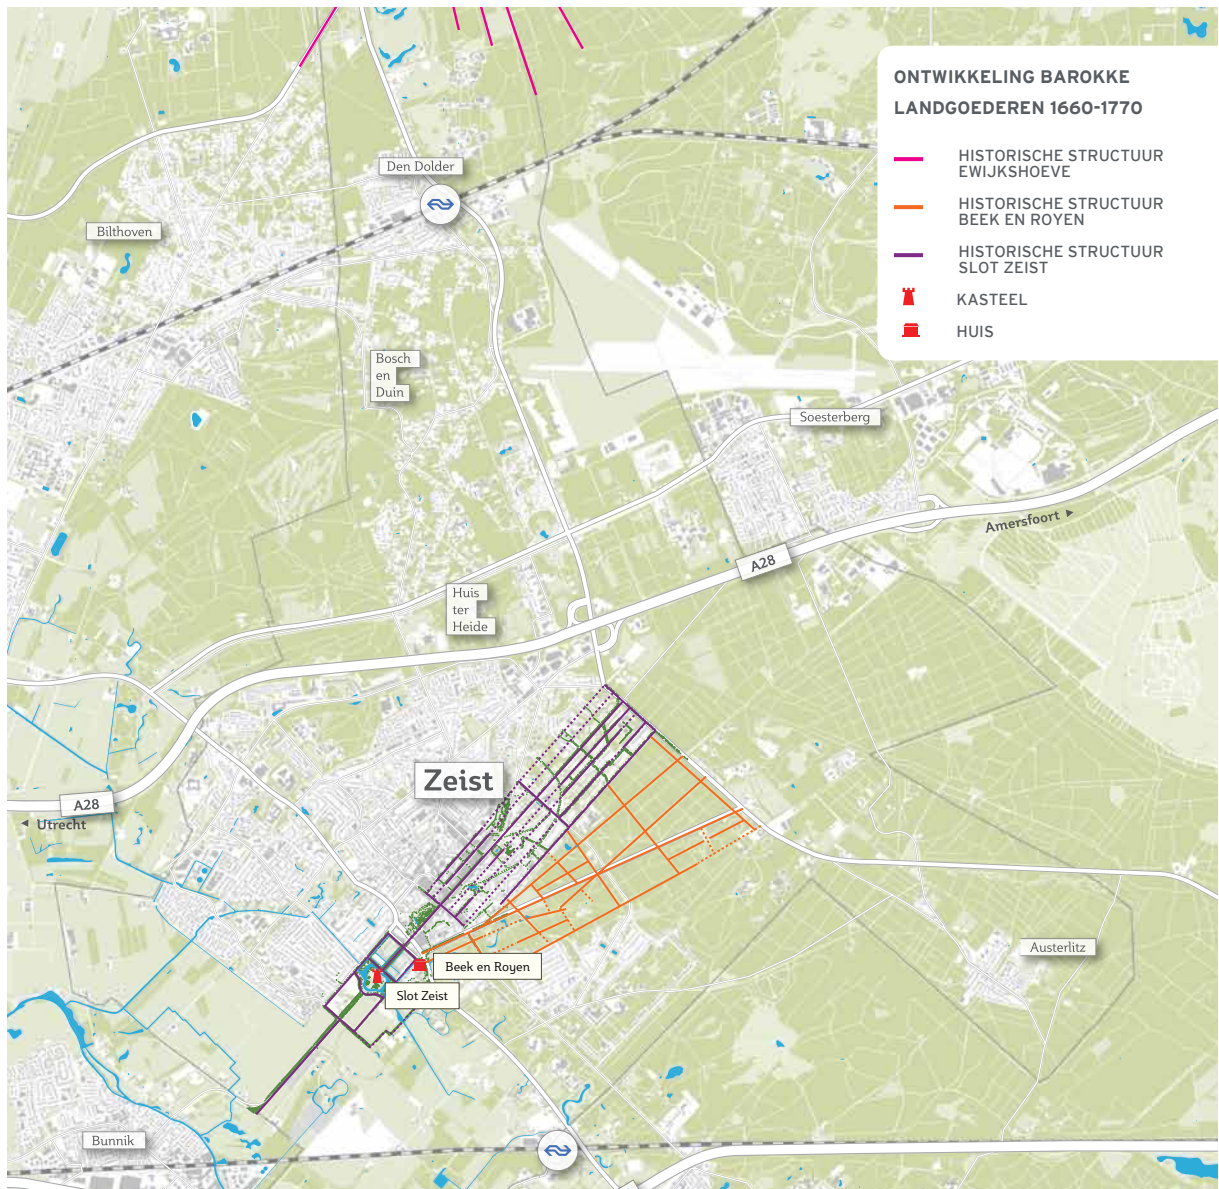 ONTWIKKELING BAROKKE
LANDGOEDEREN 1660-1770
HISTORISCHE STRUCTUUR
EWIJKSHOEVE
HISTORISCHE STRUCTUUR
BEEK EN ROYEN
HISTORISCHE STRUCTUUR
SLOT ZEIST
KASTEEL
HUIS
Den Dolder
Bilthoven
Bosch
en
Duin
Soesterberg
Amersfoort
A28
Huis
ter
Heide
Zeist
A28
Utrecht
Austerlitz
Beek en Royen
Slot Zeist
Bunnik